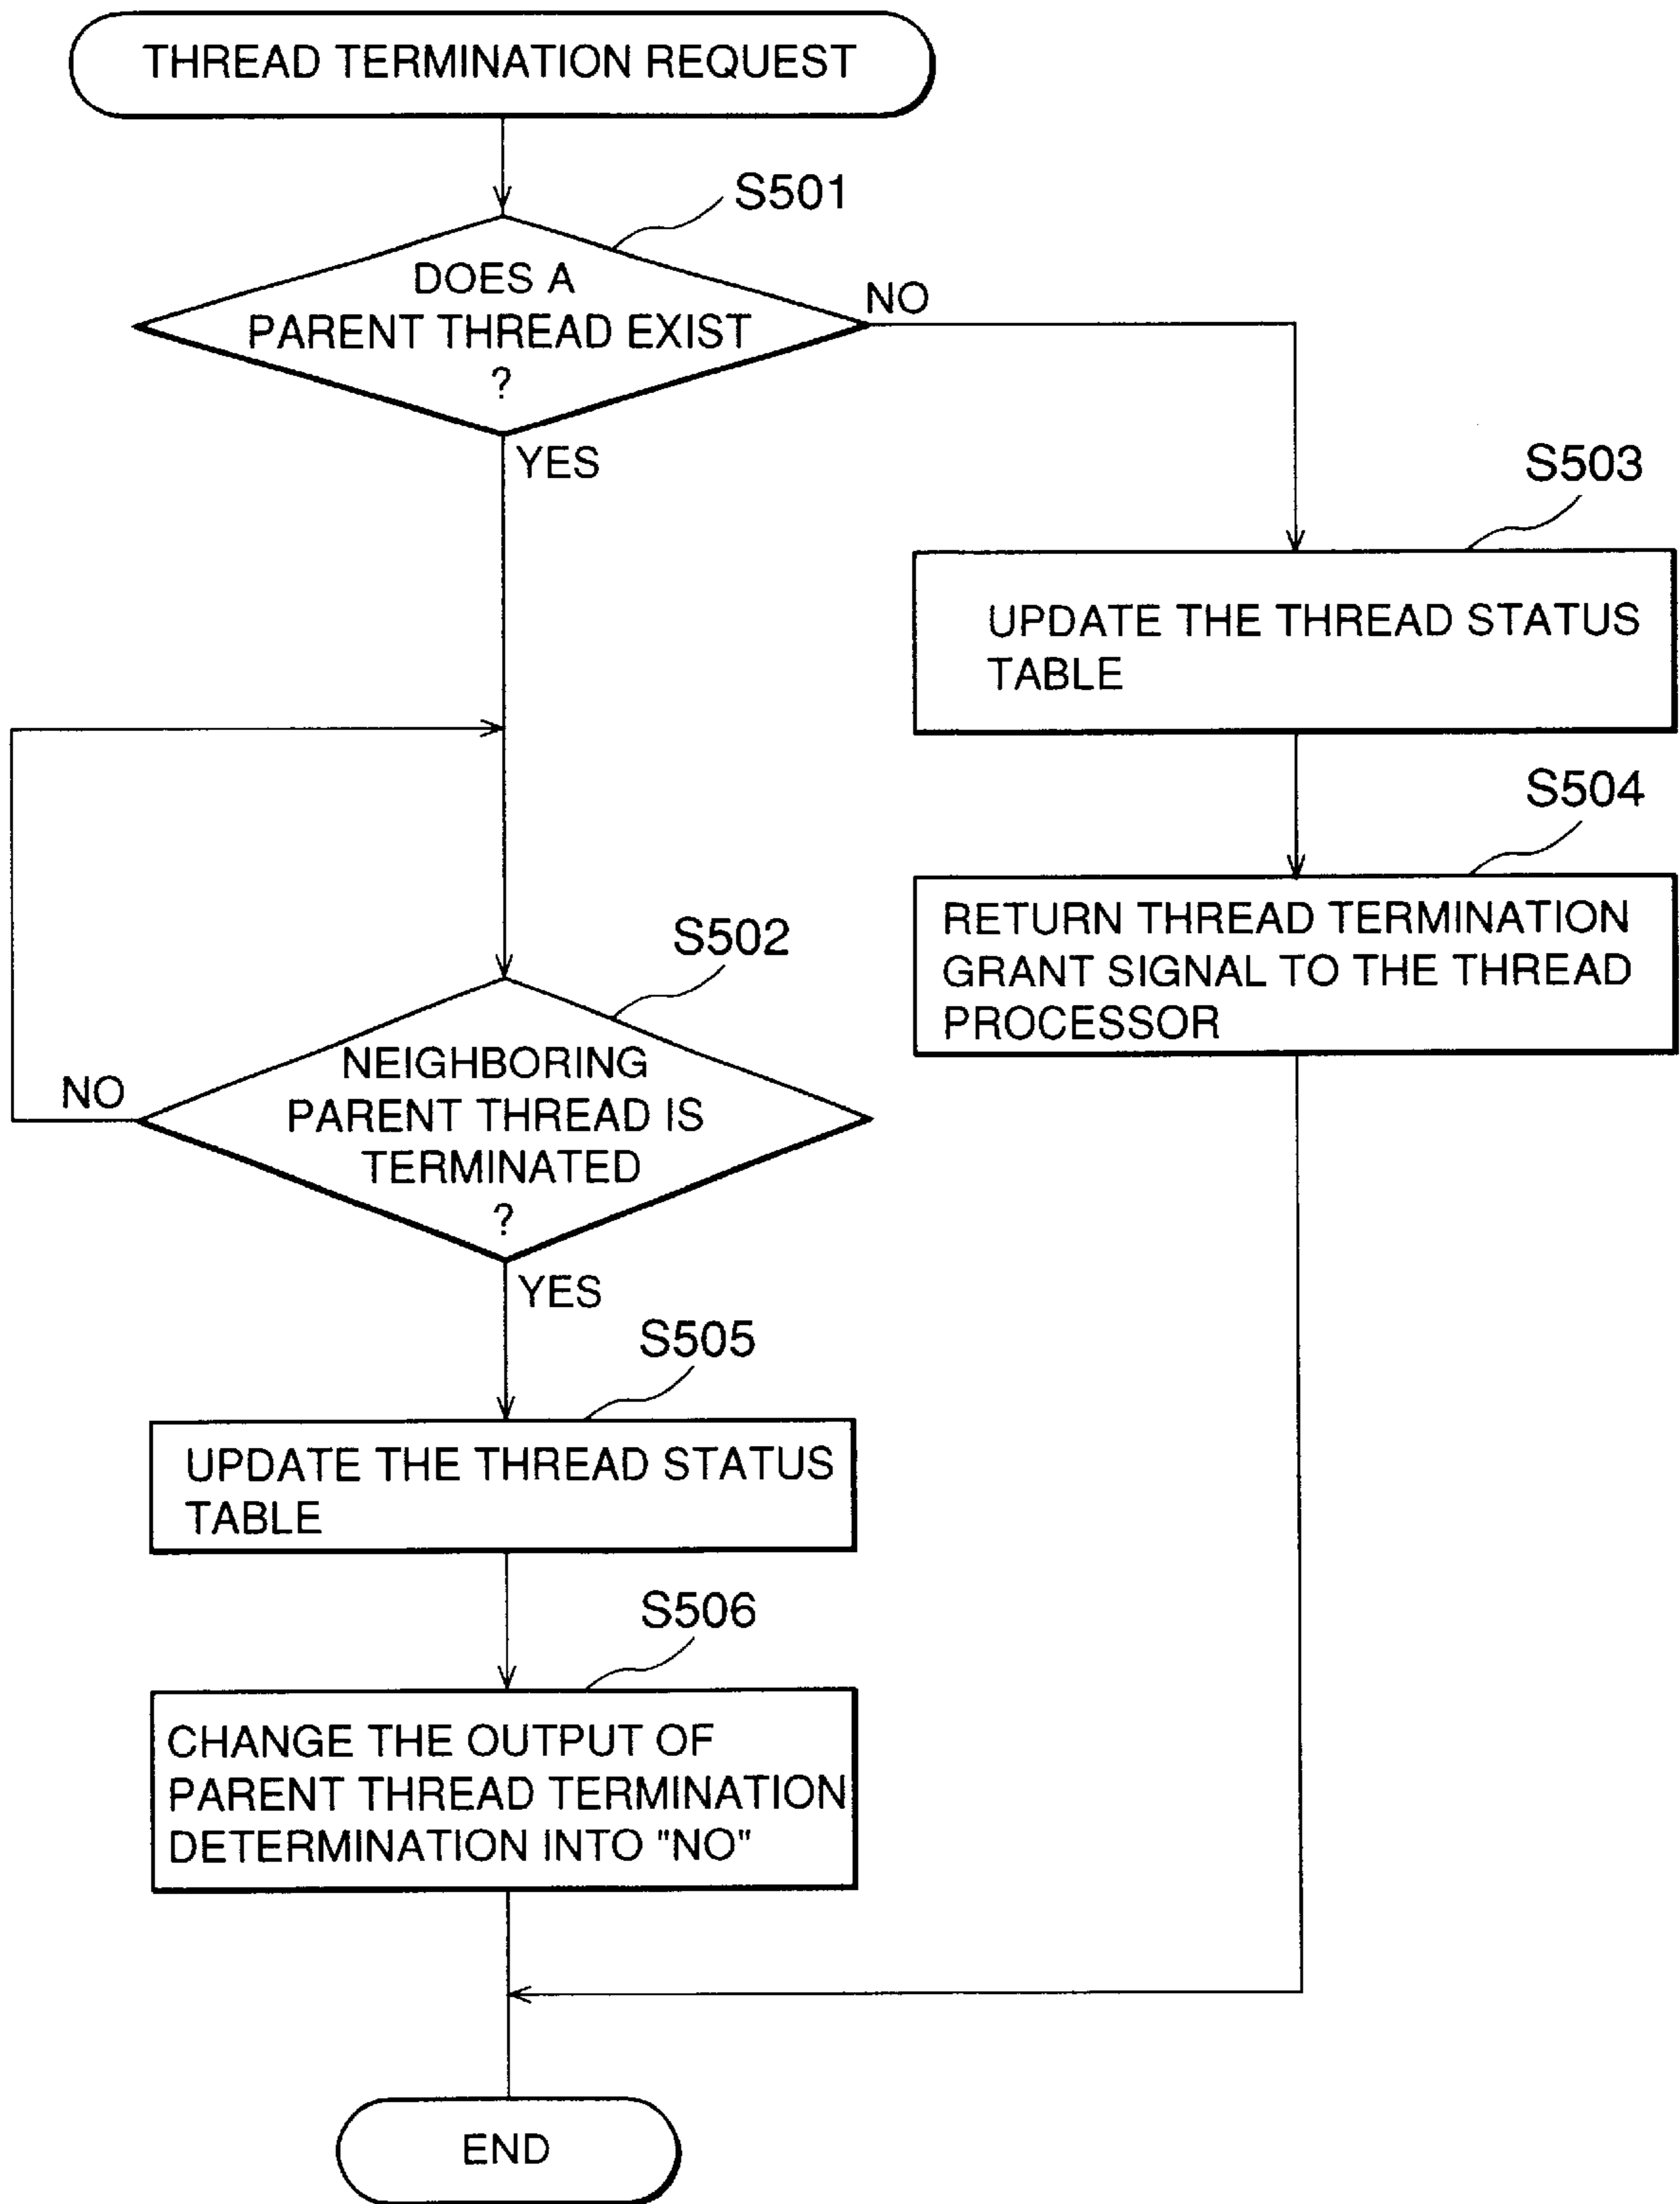 THREAD TERMINATION REQUEST
S501
DOES A
PARENT THREAD EXIST
?
NO
YES
S503
UPDATE THE THREAD STATUS
TABLE
S504
RETURN THREAD TERMINATION
GRANT SIGNAL TO THE THREAD
PROCESSOR
S502
NEIGHBORING
PARENT THREAD IS
TERMINATED
?
NO
YES
S505
UPDATE THE THREAD STATUS
TABLE
S506
CHANGE THE OUTPUT OF
PARENT THREAD TERMINATION
DETERMINATION INTO "NO"
END